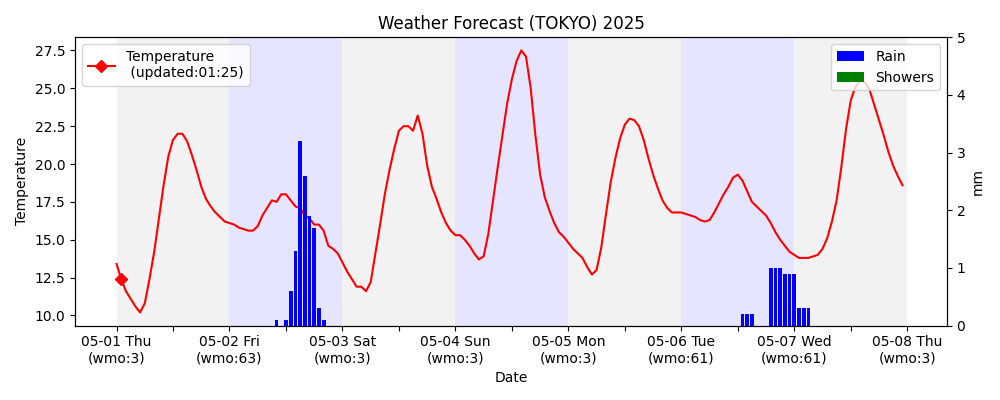 Weather Forecast (TOKYO) 2025
Temperature
(updated:01:25)
Rain
Showers
27.5
25.0
22.5
20.0
17.5
15.0
12.5
10.0
Temperature
5
4
3
2
1
0
mm
05-01 Thu
(wmo:3)
05-02 Fri
(wmo:63)
05-03 Sat
(wmo:3)
05-04 Sun
(wmo:3)
05-05 Mon
(wmo:3)
05-06 Tue
(wmo:61)
05-07 Wed
(wmo:61)
05-08 Thu
(wmo:3)
Date